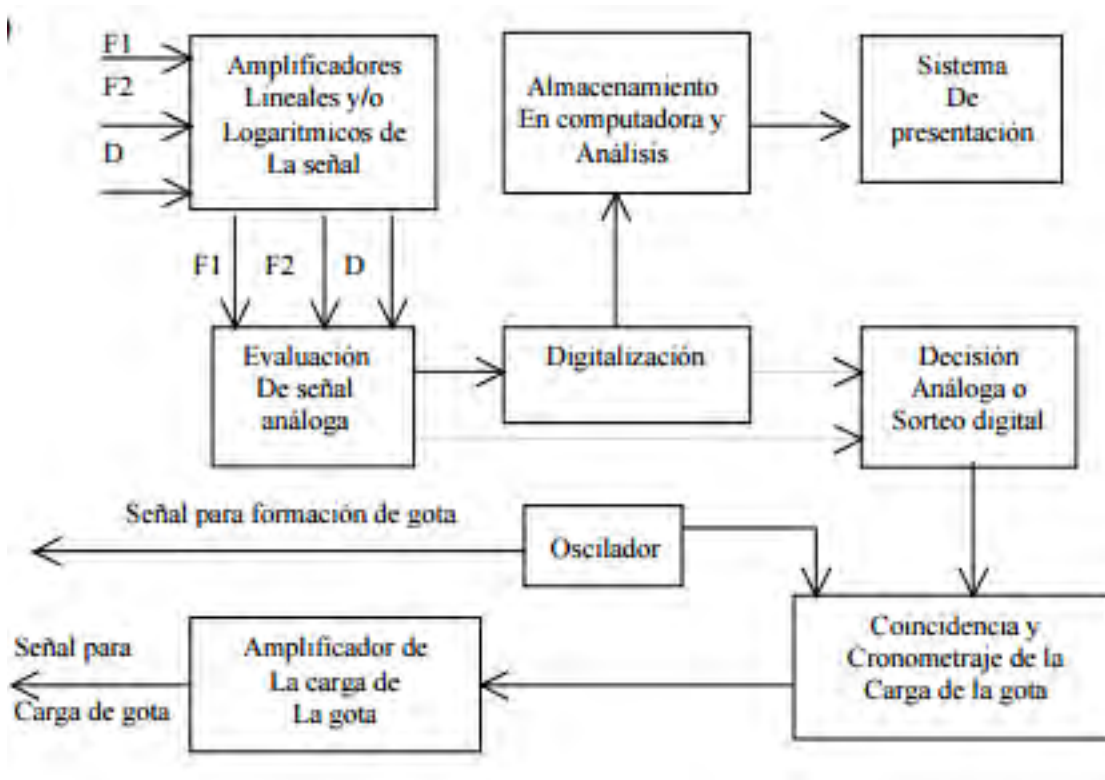 F1
F2
D
Amplificadores
Lineales y/o
Logaritmicos de
La señal
Almacenamiento
En computadora y
Análisis
Sistema
De
presentación
F1
F2
D
Evaluación
De señal
análoga
Digitalización
Decisión
Análoga o
Sorteo digital
Señal para formación de gota
Oscilador
Coincidencia y
Cronometraje de la
Carga de la gota
Amplificador de
La carga de
La gota
Señal para
Carga de gota